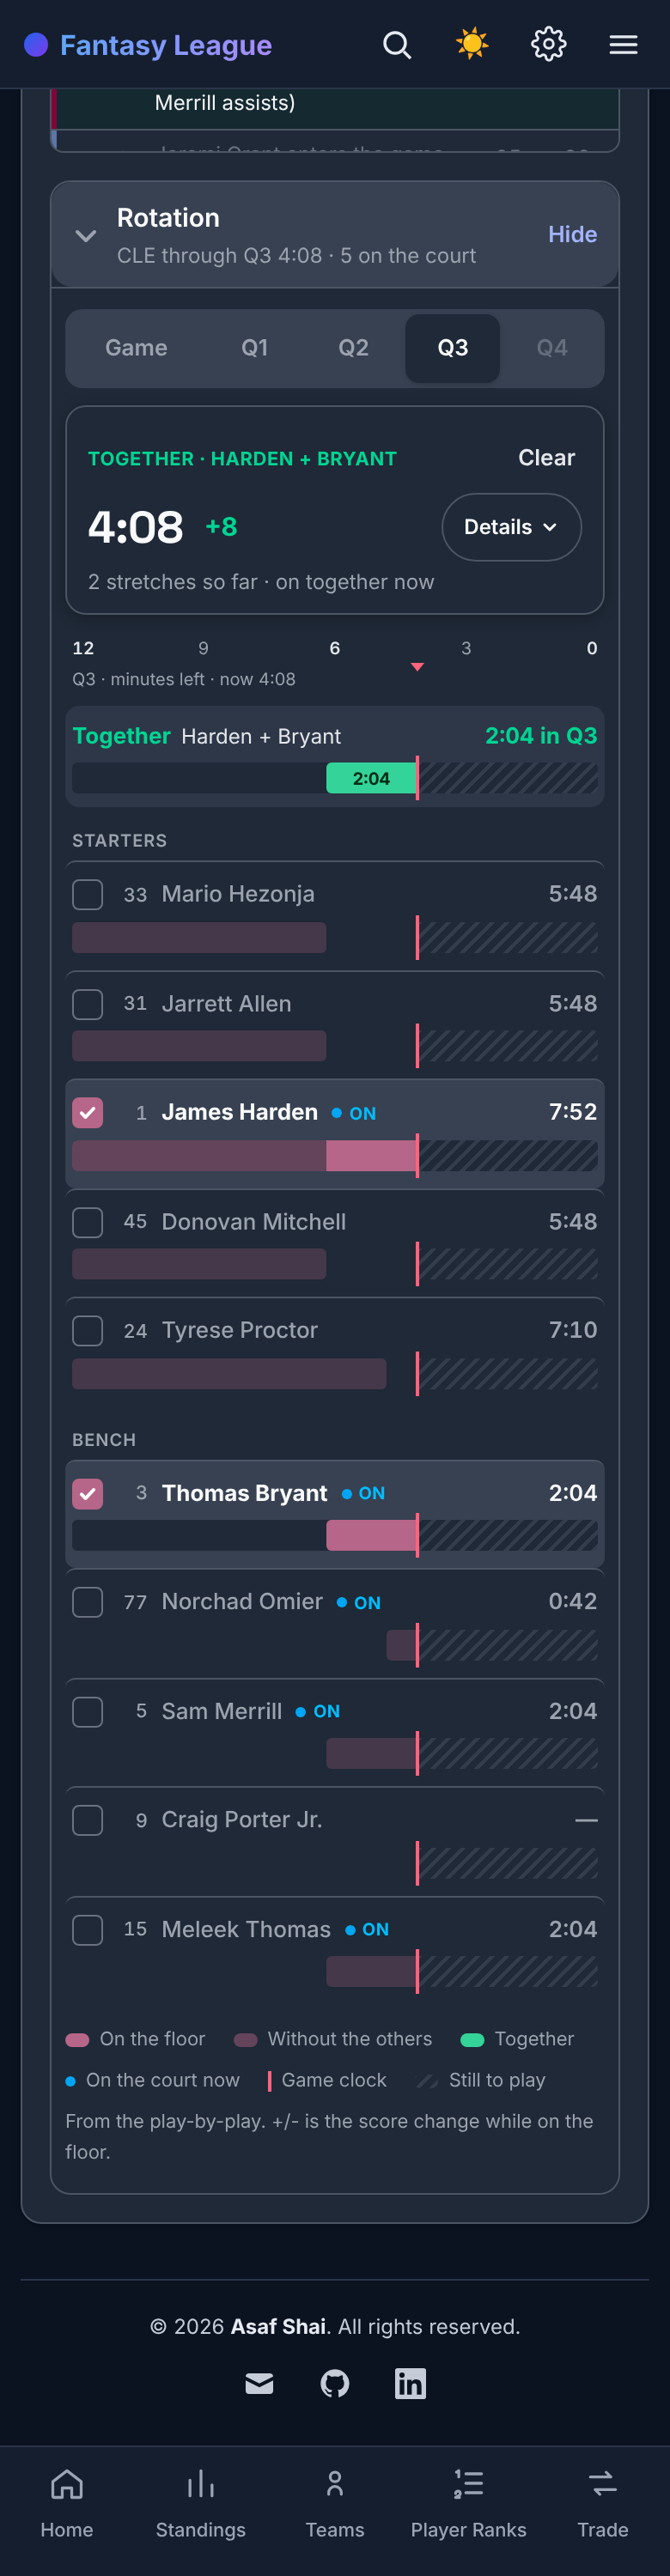 Fantasy League
Merrill assists)
Rotation
CLE through Q3 4:08 · 5 on the court
Hide
Game Q1 Q2 Q3 Q4
TOGETHER · HARDEN + BRYANT
Clear
4:08 +8
Details
2 stretches so far · on together now
12 9 6 3 0
Q3 · minutes left · now 4:08
Together Harden + Bryant 2:04 in Q3
2:04
STARTERS
33 Mario Hezonja 5:48
31 Jarrett Allen 5:48
1 James Harden ON 7:52
45 Donovan Mitchell 5:48
24 Tyrese Proctor 7:10
BENCH
3 Thomas Bryant ON 2:04
77 Norchad Omier ON 0:42
5 Sam Merrill ON 2:04
9 Craig Porter Jr. —
15 Meleek Thomas ON 2:04
On the floor Without the others Together
On the court now Game clock Still to play
From the play-by-play. +/- is the score change while on the
floor.
© 2026 Asaf Shai. All rights reserved.
Home Standings Teams Player Ranks Trade